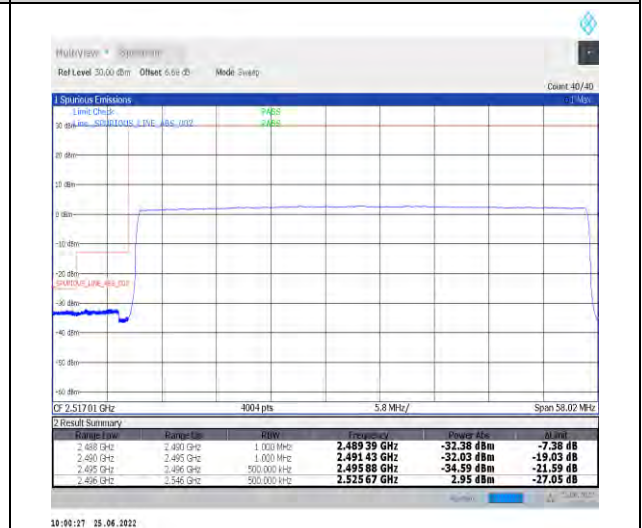 MultiView Spectrum
Ref Level 30.00 dBm Offset 6.68 dB Mode Sweep
Count 40/40
1 Spurious Emissions
Limit Check PASS
30 dBm Line _SPURIOUS_LINE_ABS_002 PASS
20 dBm
10 dBm
0 dBm
-10 dBm
-20 dBm
_SPURIOUS_LINE_ABS_002
-30 dBm
-40 dBm
-50 dBm
-60 dBm
CF 2.51701 GHz 4004 pts 5.8 MHz/ Span 58.02 MHz
2 Result Summary
Range Low Range Up RBW Frequency Power Abs ΔLimit
2.488 GHz 2.490 GHz 1.000 MHz 2.489 39 GHz -32.38 dBm -7.38 dB
2.490 GHz 2.495 GHz 1.000 MHz 2.491 43 GHz -32.03 dBm -19.03 dB
2.495 GHz 2.496 GHz 500.000 kHz 2.495 88 GHz -34.59 dBm -21.59 dB
2.496 GHz 2.546 GHz 500.000 kHz 2.525 67 GHz 2.95 dBm -27.05 dB
10:00:27 25.06.2022